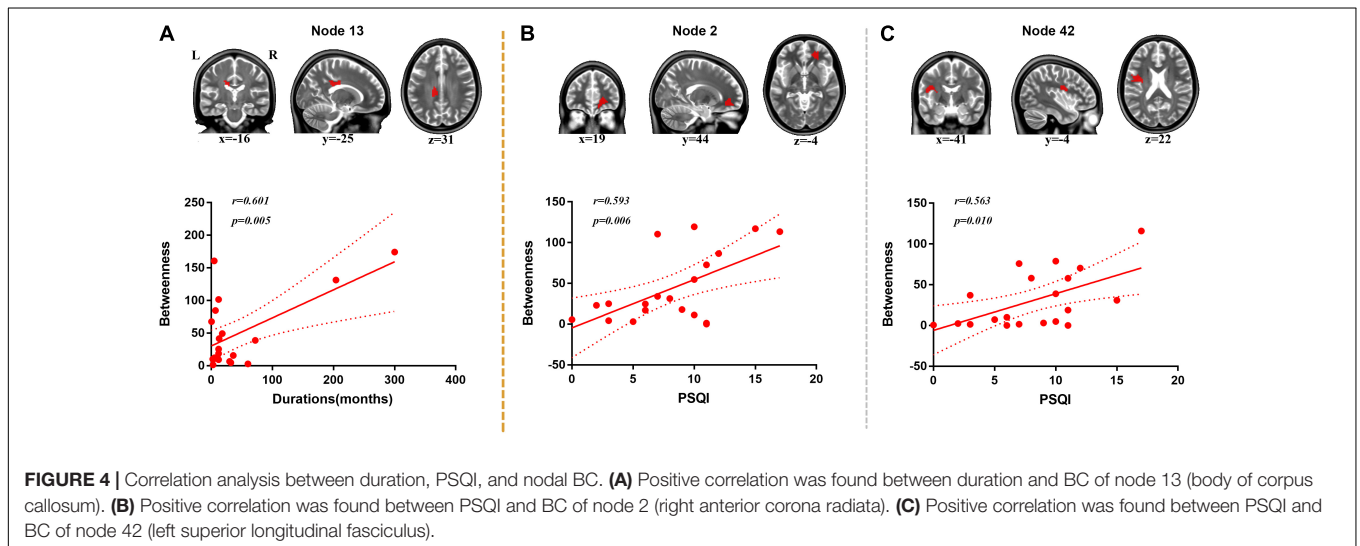 A Node 13
L R
x=-16 y=-25 z=31
r=0.601
p=0.005
Betweenness
250
200
150
100
50
0
0 100 200 300 400
Durations(months)
B Node 2
x=19 y=44 z=-4
r=0.593
p=0.006
Betweenness
150
100
50
0
-50
0 5 10 15 20
PSQI
C Node 42
x=-41 y=-4 z=22
r=0.563
p=0.010
Betweenness
150
100
50
0
-50
0 5 10 15 20
PSQI
FIGURE 4 | Correlation analysis between duration, PSQI, and nodal BC. (A) Positive correlation was found between duration and BC of node 13 (body of corpus
callosum). (B) Positive correlation was found between PSQI and BC of node 2 (right anterior corona radiata). (C) Positive correlation was found between PSQI and
BC of node 42 (left superior longitudinal fasciculus).